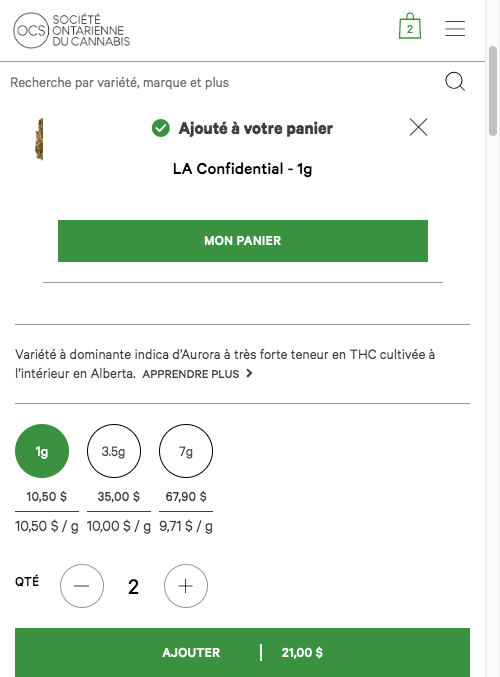 OCS SOCIÉTÉ
ONTARIENNE
DU CANNABIS
2
Recherche par variété, marque et plus
Ajouté à votre panier
LA Confidential - 1g
MON PANIER
Variété à dominante indica d’Aurora à très forte teneur en THC cultivée à
l’intérieur en Alberta. APPRENDRE PLUS
1g 3.5g 7g
10,50 $ 35,00 $ 67,90 $
10,50 $ / g 10,00 $ / g 9,71 $ / g
QTÉ 2
AJOUTER 21,00 $